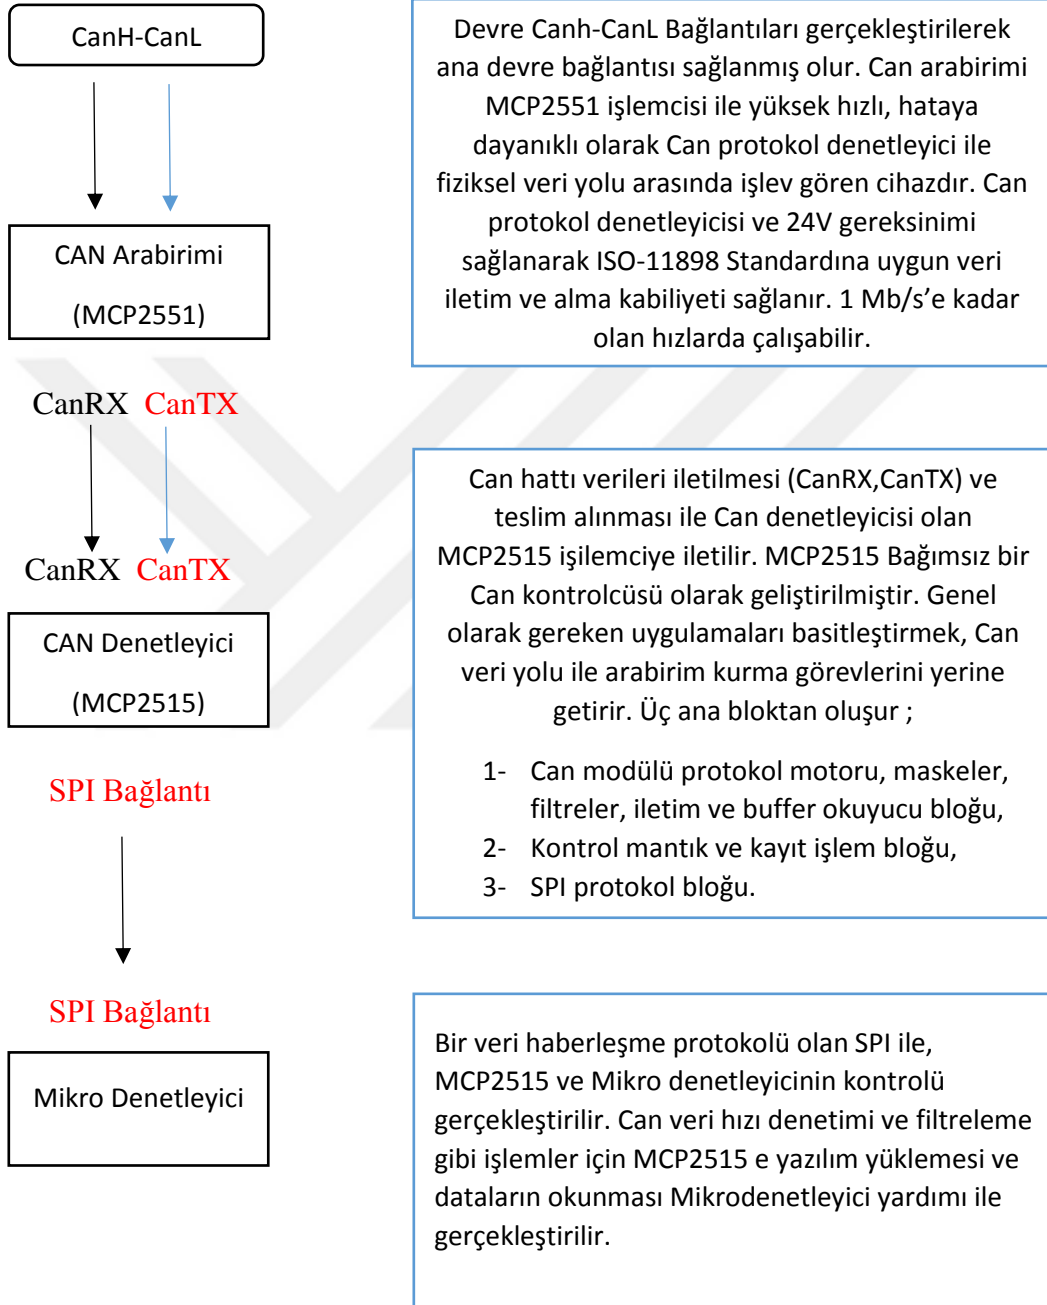 CanH-CanL
Devre Canh-CanL Bağlantıları gerçekleştirilerek
ana devre bağlantısı sağlanmış olur. Can arabirimi
MCP2551 işlemcisi ile yüksek hızlı, hataya
dayanıklı olarak Can protokol denetleyici ile
fiziksel veri yolu arasında işlev gören cihazdır. Can
protokol denetleyicisi ve 24V gereksinimi
sağlanarak ISO-11898 Standardına uygun veri
iletim ve alma kabiliyeti sağlanır. 1 Mb/s’e kadar
olan hızlarda çalışabilir.
CAN Arabirimi
(MCP2551)
CanRX CanTX
CanRX CanTX
Can hattı verileri iletilmesi (CanRX,CanTX) ve
teslim alınması ile Can denetleyicisi olan
MCP2515 işilemciye iletilir. MCP2515 Bağımsız bir
Can kontrolcüsü olarak geliştirilmiştir. Genel
olarak gereken uygulamaları basitleştirmek, Can
veri yolu ile arabirim kurma görevlerini yerine
getirir. Üç ana bloktan oluşur ;
1- Can modülü protokol motoru, maskeler,
filtreler, iletim ve buffer okuyucu bloğu,
2- Kontrol mantık ve kayıt işlem bloğu,
3- SPI protokol bloğu.
CAN Denetleyici
(MCP2515)
SPI Bağlantı
SPI Bağlantı
Mikro Denetleyici
Bir veri haberleşme protokolü olan SPI ile,
MCP2515 ve Mikro denetleyicinin kontrolü
gerçekleştirilir. Can veri hızı denetimi ve filtreleme
gibi işlemler için MCP2515 e yazılım yüklemesi ve
dataların okunması Mikrodenetleyici yardımı ile
gerçekleştirilir.